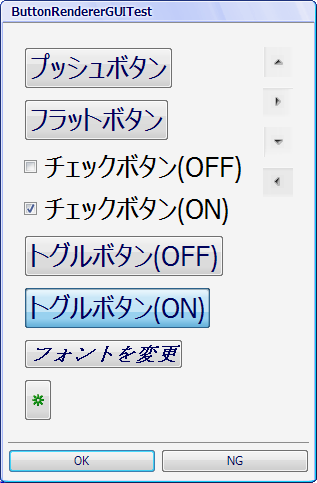 ButtonRendererGUITest
プッシュボタン
フラットボタン
チェックボタン(OFF)
チェックボタン(ON)
トグルボタン(OFF)
トグルボタン(ON)
フォントを変更
OK
NG